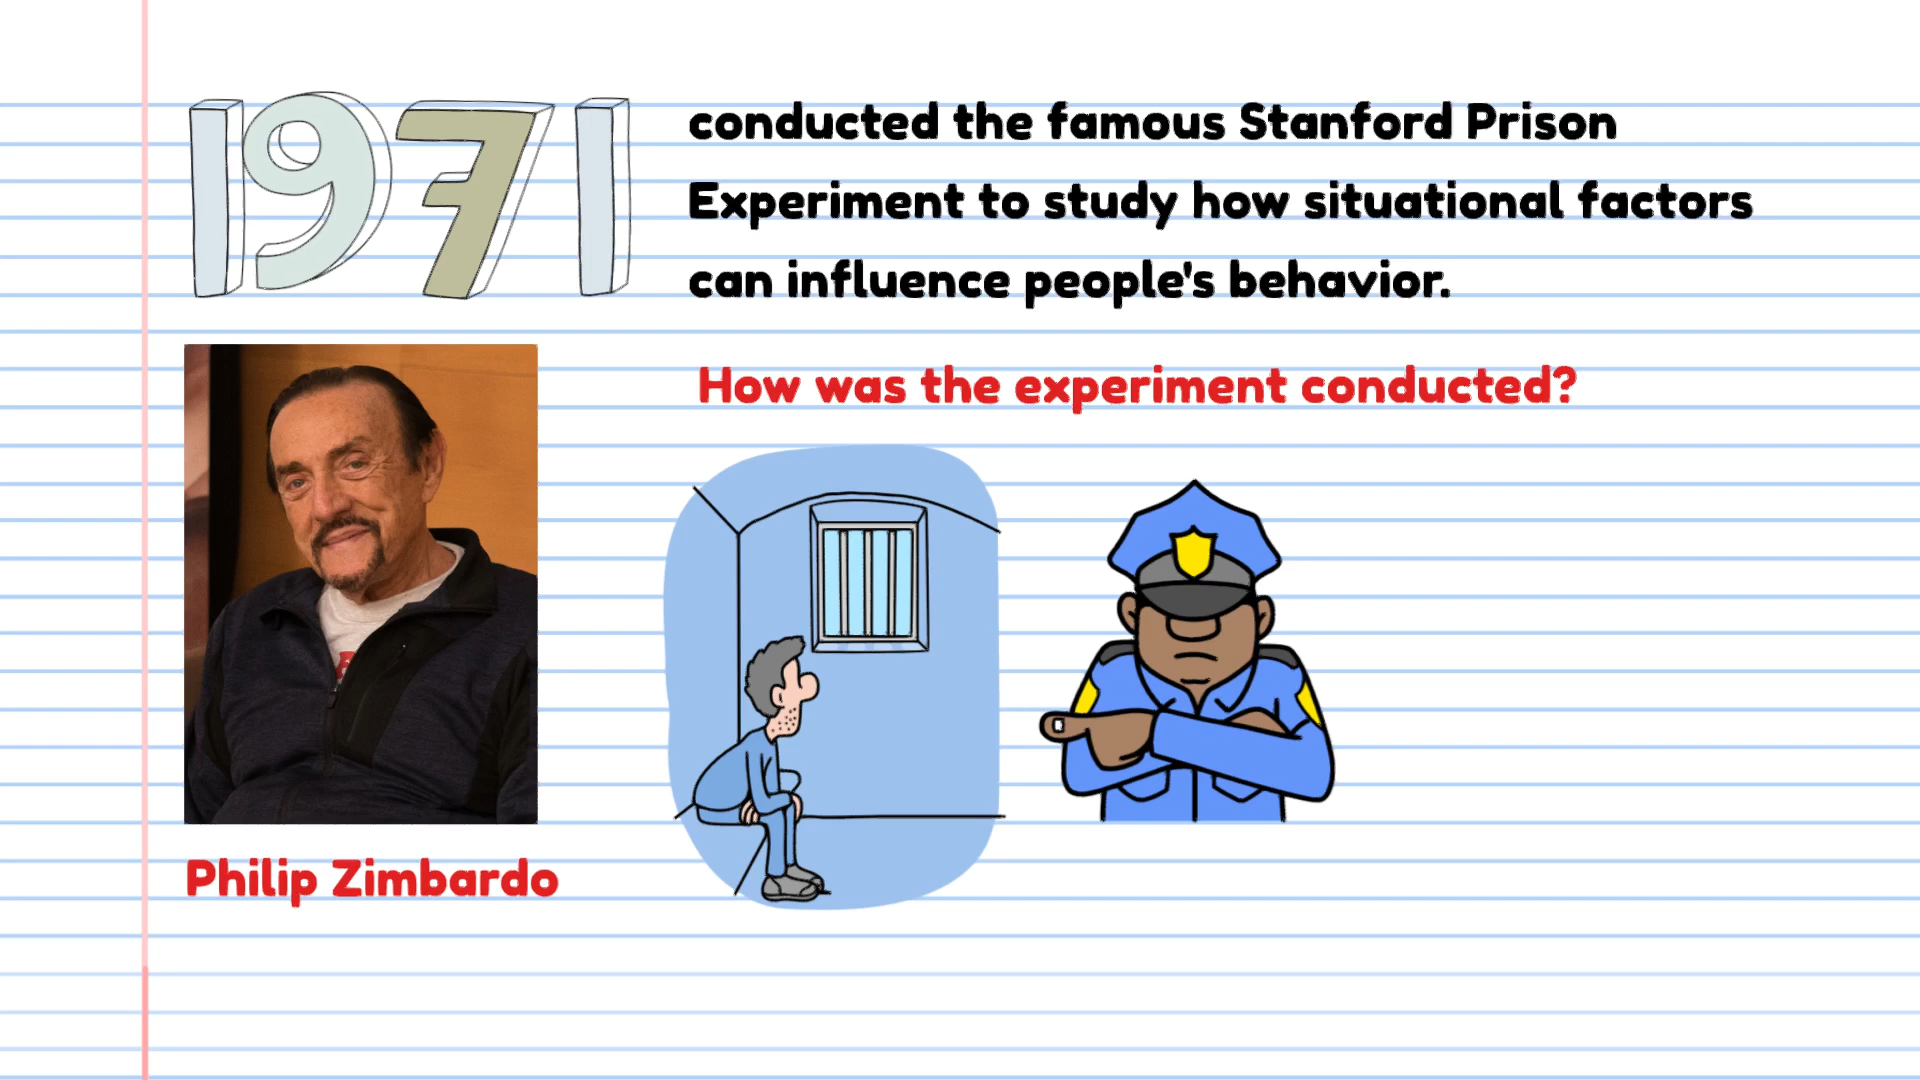 1971
conducted the famous Stanford Prison
Experiment to study how situational factors
can influence people's behavior.
How was the experiment conducted?
Philip Zimbardo